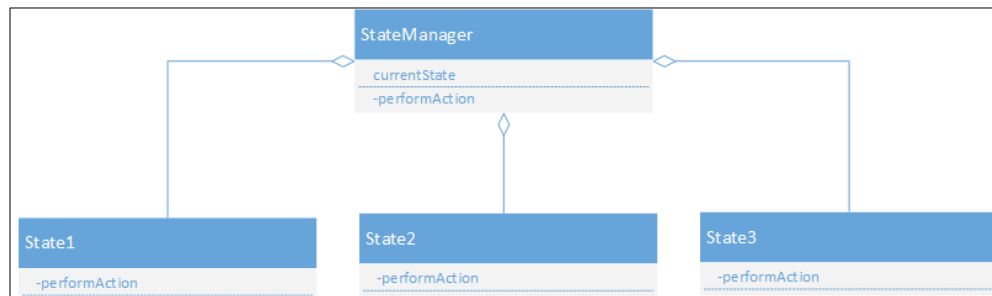 StateManager
currentState
-performAction
State1
-performAction
State2
-performAction
State3
-performAction